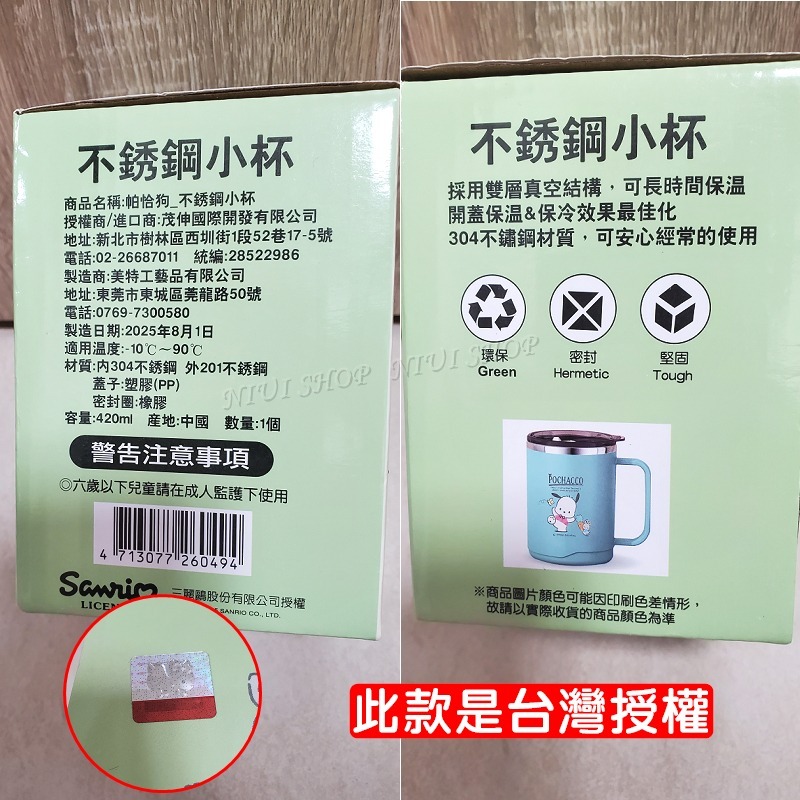 不銹鋼小杯
商品名稱:帕恰狗_不銹鋼小杯
授權商/進口商:茂伸國際開發有限公司
地址:新北市樹林區西圳街1段52巷17-5號
電話:02-26687011 統編:28522986
製造商:美特工藝品有限公司
地址:東莞市東城區莞龍路50號
電話:0769-7300580
製造日期:2025年8月1日
適用溫度:-10℃～90℃
材質:內304不銹鋼 外201不銹鋼
蓋子:塑膠(PP)
密封圈:橡膠
容量:420ml 產地:中國 數量:1個
警告注意事項
◎六歲以下兒童請在成人監護下使用
4 713077 260494
Sanrio
三麗鷗股份有限公司授權
SANRIO CO., LTD.
不銹鋼小杯
採用雙層真空結構，可長時間保溫
開蓋保溫&保冷效果最佳化
304不鏽鋼材質，可安心經常的使用
環保 密封 堅固
Green Hermetic Tough
POCHACCO
※商品圖片顏色可能因印刷色差情形，
故請以實際收貨的商品顏色為準
NIUI SHOP NIUI SHOP
此款是台灣授權